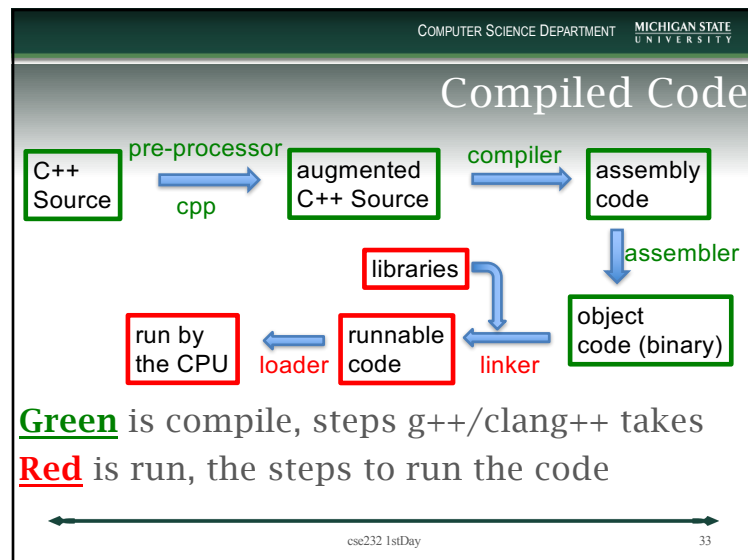 COMPUTER SCIENCE DEPARTMENT
MICHIGAN STATE
UNIVERSITY
Compiled Code
C++
Source
pre-processor
cpp
augmented
C++ Source
compiler
assembly
code
assembler
object
code (binary)
libraries
linker
runnable
code
loader
run by
the CPU
Green is compile, steps g++/clang++ takes
Red is run, the steps to run the code
cse232 1stDay
33